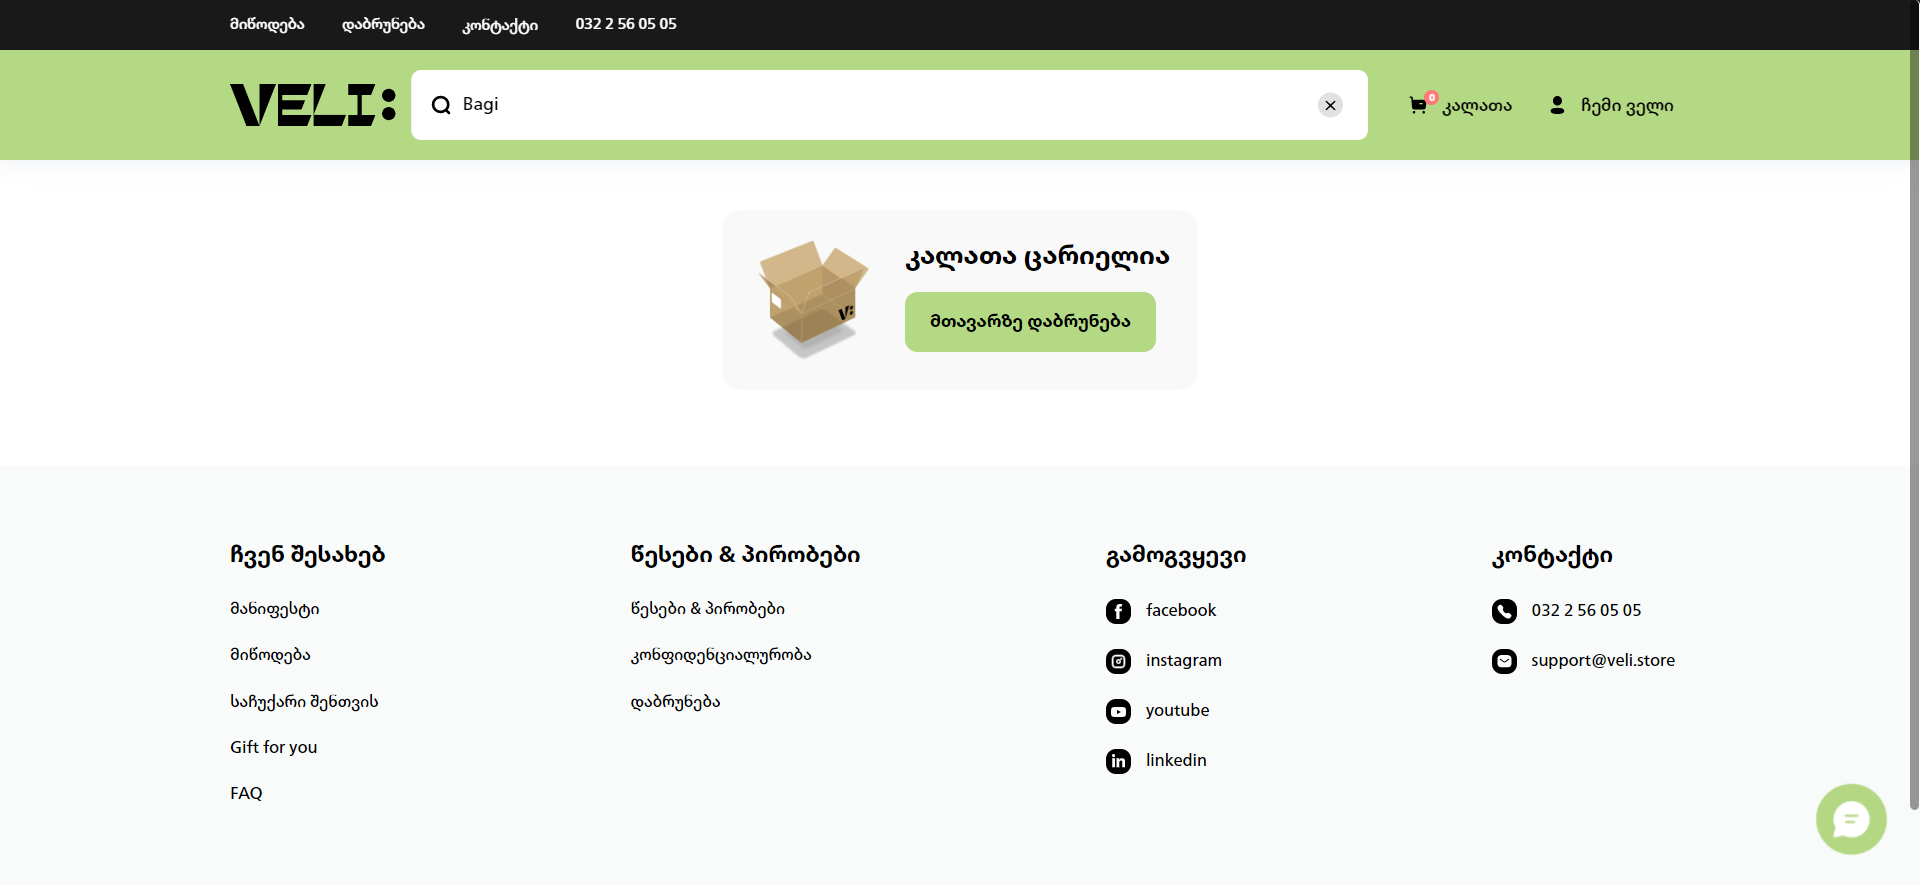 მიწოდება დაბრუნება კონტაქტი 032 2 56 05 05
VELI:
Bagi
0 კალათა ჩემი ველი
კალათა ცარიელია
V:
მთავარზე დაბრუნება
ჩვენ შესახებ
მანიფესტი
მიწოდება
საჩუქარი შენთვის
Gift for you
FAQ
წესები & პირობები
წესები & პირობები
კონფიდენციალურობა
დაბრუნება
გამოგვყევი
facebook
instagram
youtube
linkedin
კონტაქტი
032 2 56 05 05
support@veli.store